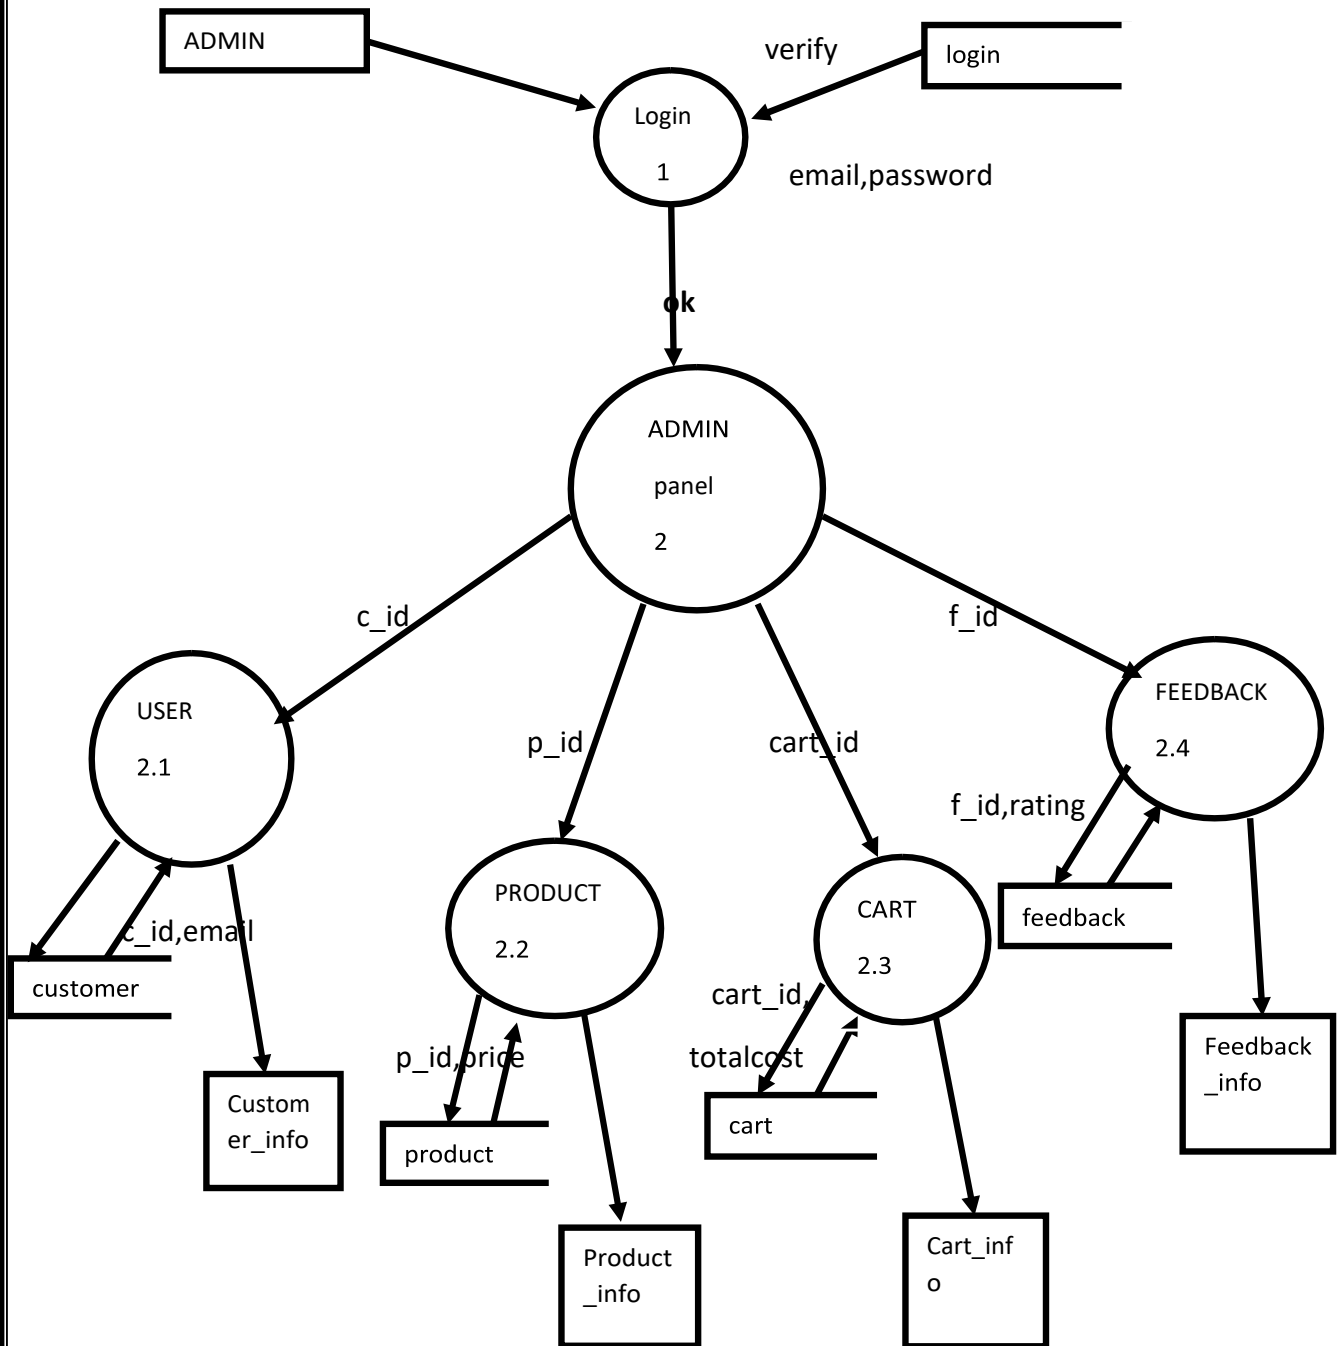 ADMIN
verify
login
Login
1
email,password
ok
ADMIN
panel
2
c_id
f_id
USER
2.1
p_id
cart_id
FEEDBACK
2.4
f_id,rating
PRODUCT
2.2
CART
2.3
feedback
c_id,email
customer
cart_id,
totalcost
p_id,price
Feedback
_info
Custom
er_info
product
cart
Product
_info
Cart_inf
o